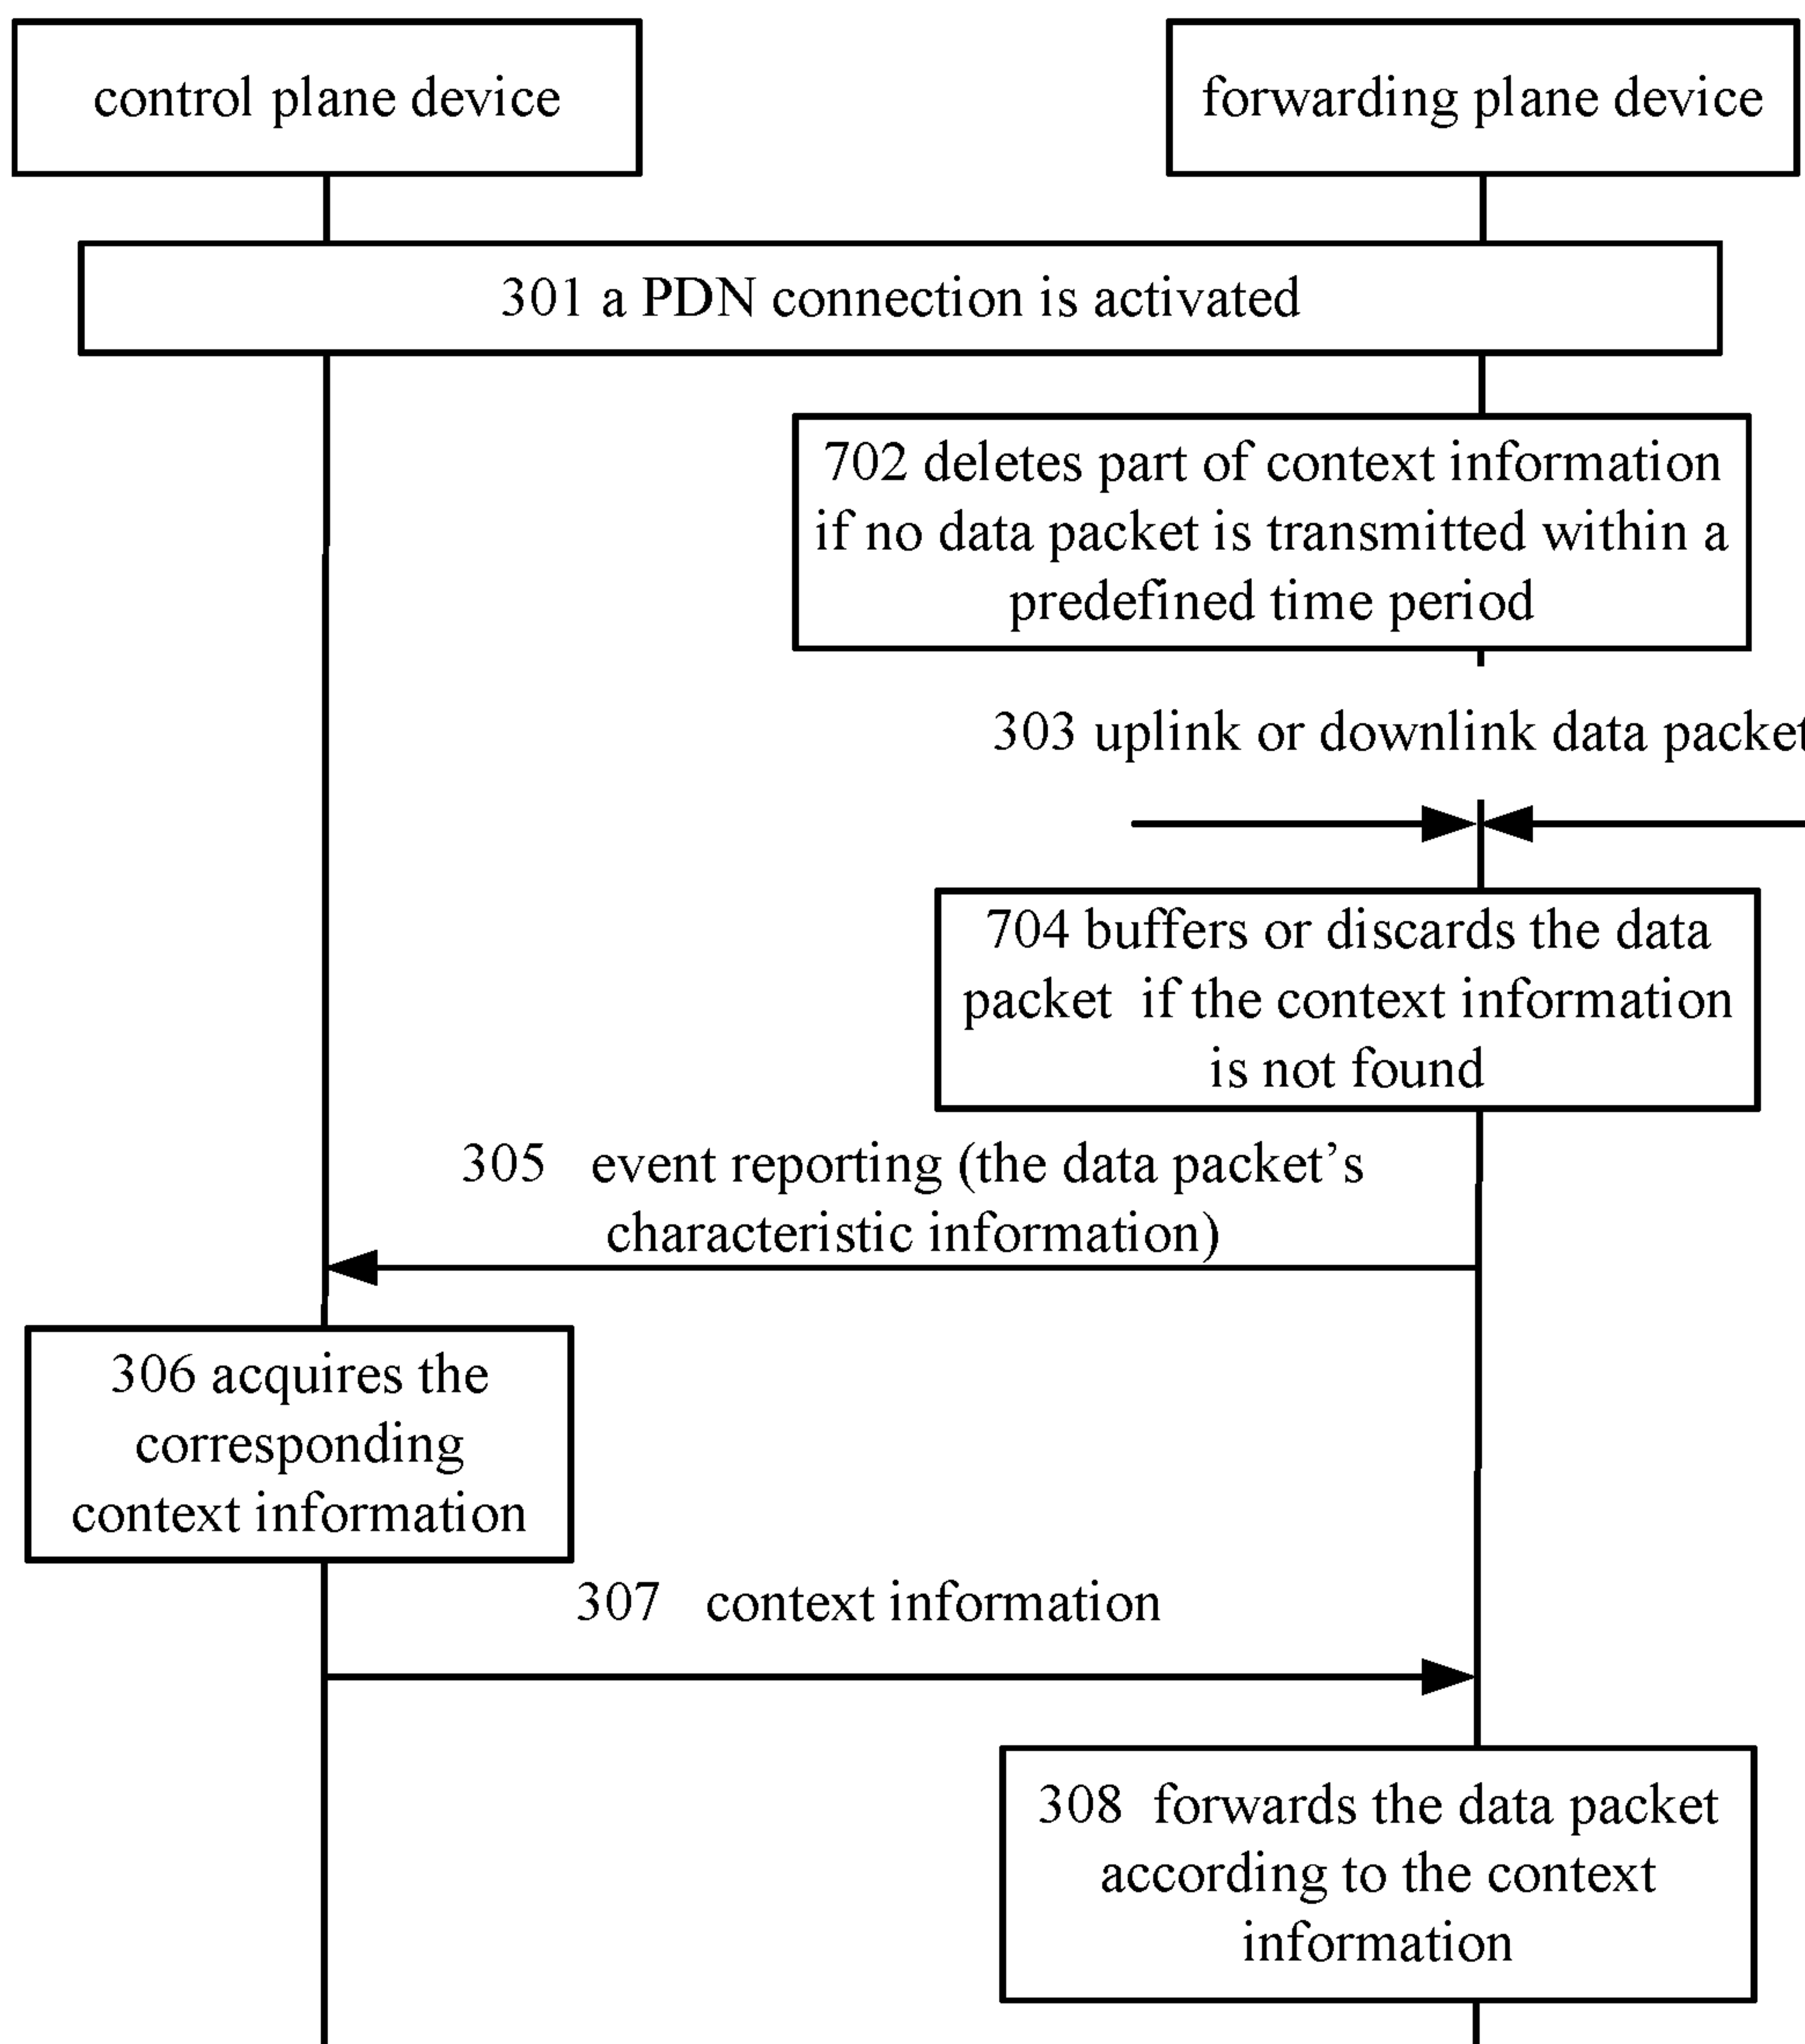 control plane device
forwarding plane device
301 a PDN connection is activated
702 deletes part of context information
if no data packet is transmitted within a
predefined time period
303 uplink or downlink data packet
704 buffers or discards the data
packet if the context information
is not found
305 event reporting (the data packet’s
characteristic information)
306 acquires the
corresponding
context information
307 context information
308 forwards the data packet
according to the context
information